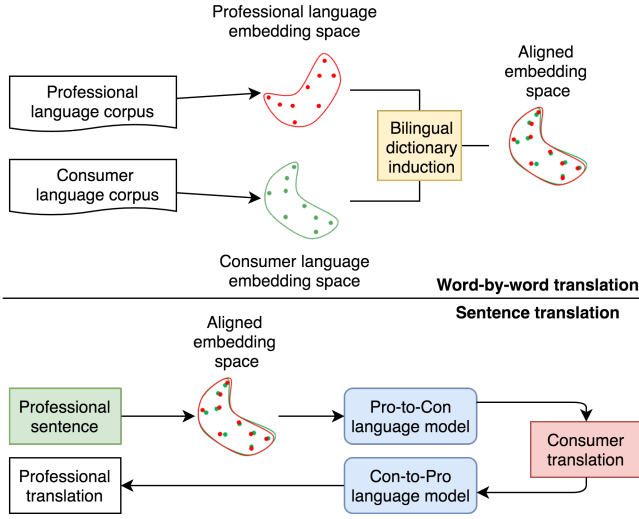 Professional language
embedding space
Aligned
embedding
space
Professional
language corpus
Bilingual
dictionary
induction
Consumer
language corpus
Consumer language
embedding space
Word-by-word translation
Sentence translation
Aligned
embedding
space
Professional
sentence
Pro-to-Con
language model
Consumer
translation
Professional
translation
Con-to-Pro
language model